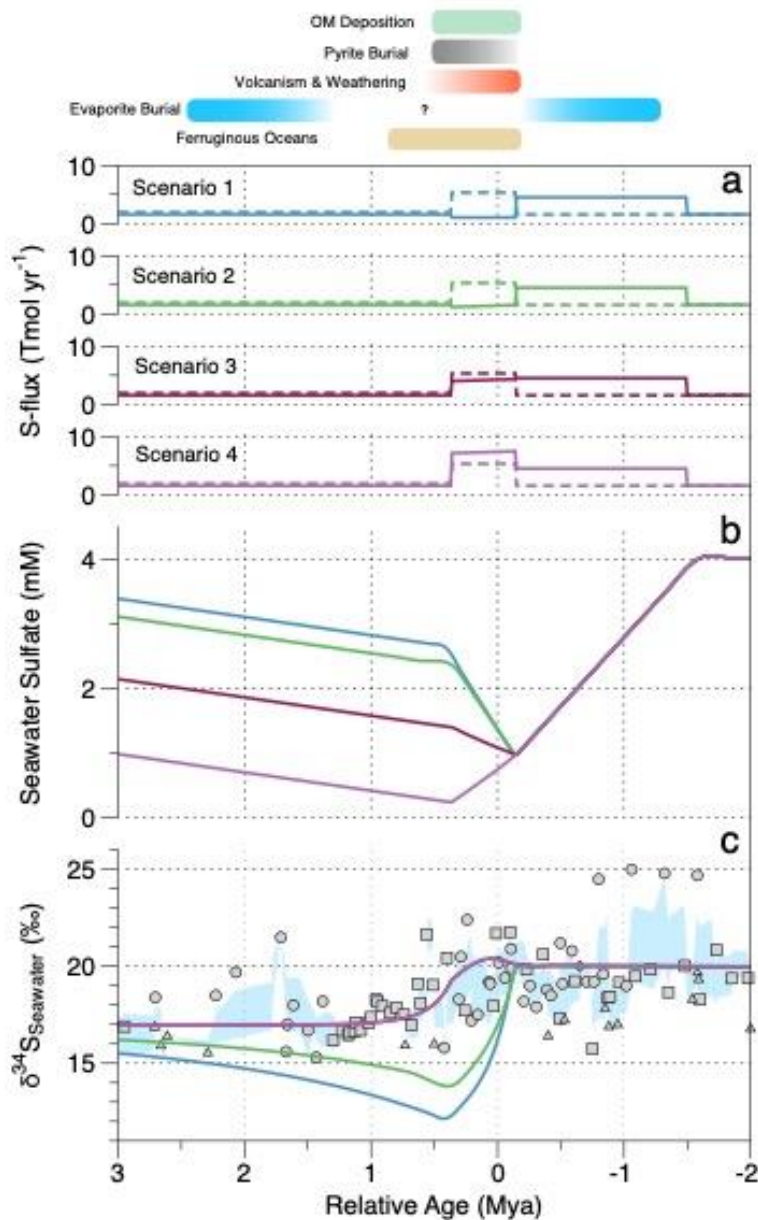 OM Deposition
Pyrite Burial
Volcanism & Weathering
Evaporite Burial ?
Ferruginous Oceans
10
Scenario 1 a
0
10
Scenario 2
0
10
Scenario 3
0
10
Scenario 4
0
S-flux (Tmol yr⁻¹)
b
4
2
0
Seawater Sulfate (mM)
c
25
20
15
δ³⁴S_Seawater (‰)
3 2 1 0 -1 -2
Relative Age (Mya)